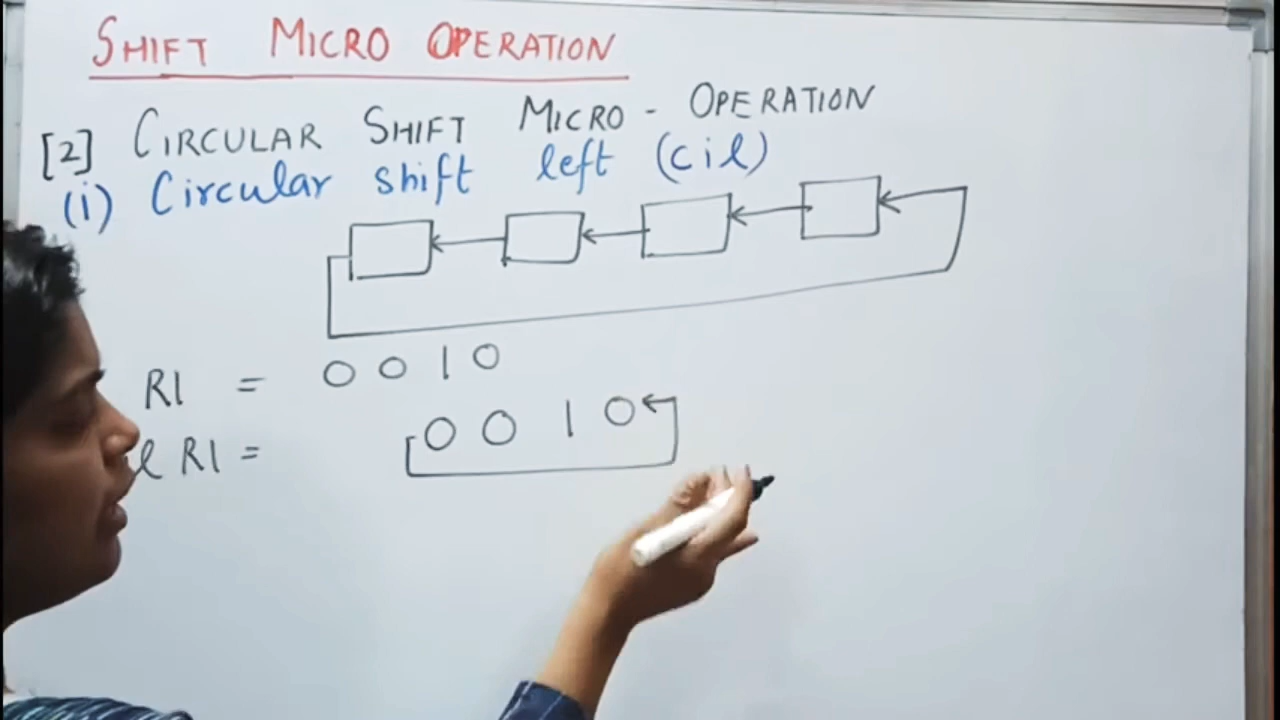 SHIFT MICRO OPERATION
[2] CIRCULAR SHIFT MICRO - OPERATION
(i) Circular shift left (cil)
R1 = 0 0 1 0
l R1 = 0 0 1 0